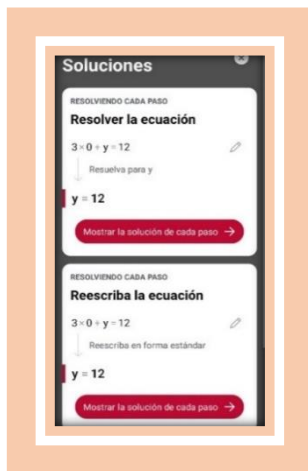 Soluciones
RESOLVIENDO CADA PASO
Resolver la ecuación
3×0 + y = 12
Resuelva para y
y = 12
Mostrar la solución de cada paso →
RESOLVIENDO CADA PASO
Reescriba la ecuación
3×0 + y = 12
Reescriba en forma estándar
y = 12
Mostrar la solución de cada paso →